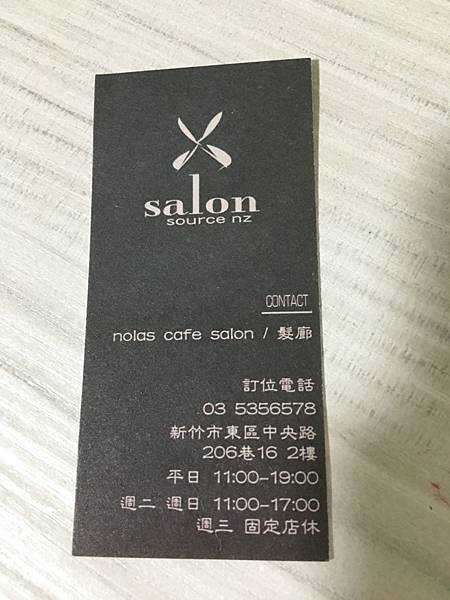 salon
source nz
CONTACT
nolas cafe salon / 髮廊
訂位電話
03 5356578
新竹市東區中央路
206巷16 2樓
平日 11:00-19:00
週二 週日 11:00-17:00
週三 固定店休